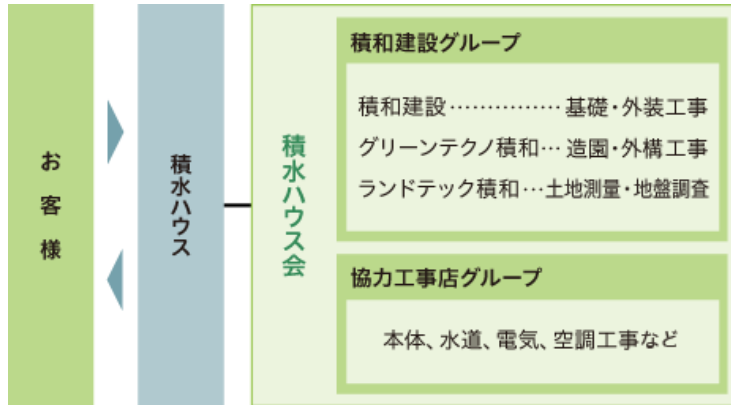 お客様
積水ハウス
積水ハウス会
積和建設グループ
積和建設……………基礎・外装工事
グリーンテクノ積和…造園・外構工事
ランドテック積和…土地測量・地盤調査
協力工事店グループ
本体、水道、電気、空調工事など